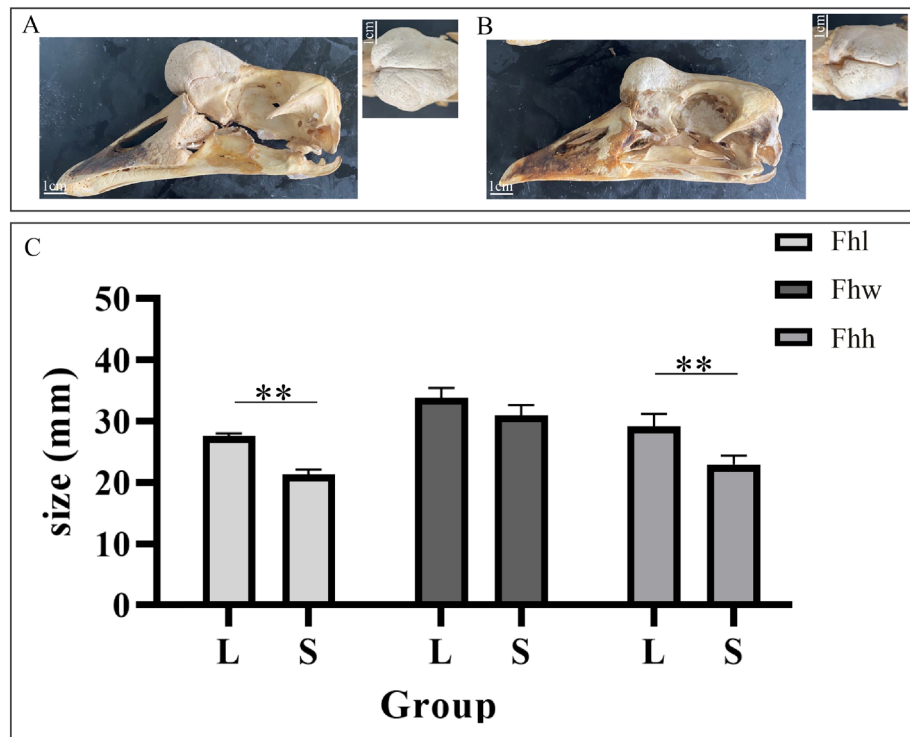 A
1cm
1cm
B
1cm
1cm
C
Fhl
Fhw
Fhh
50
40
30
20
10
0
size (mm)
**
**
L S L S L S
Group